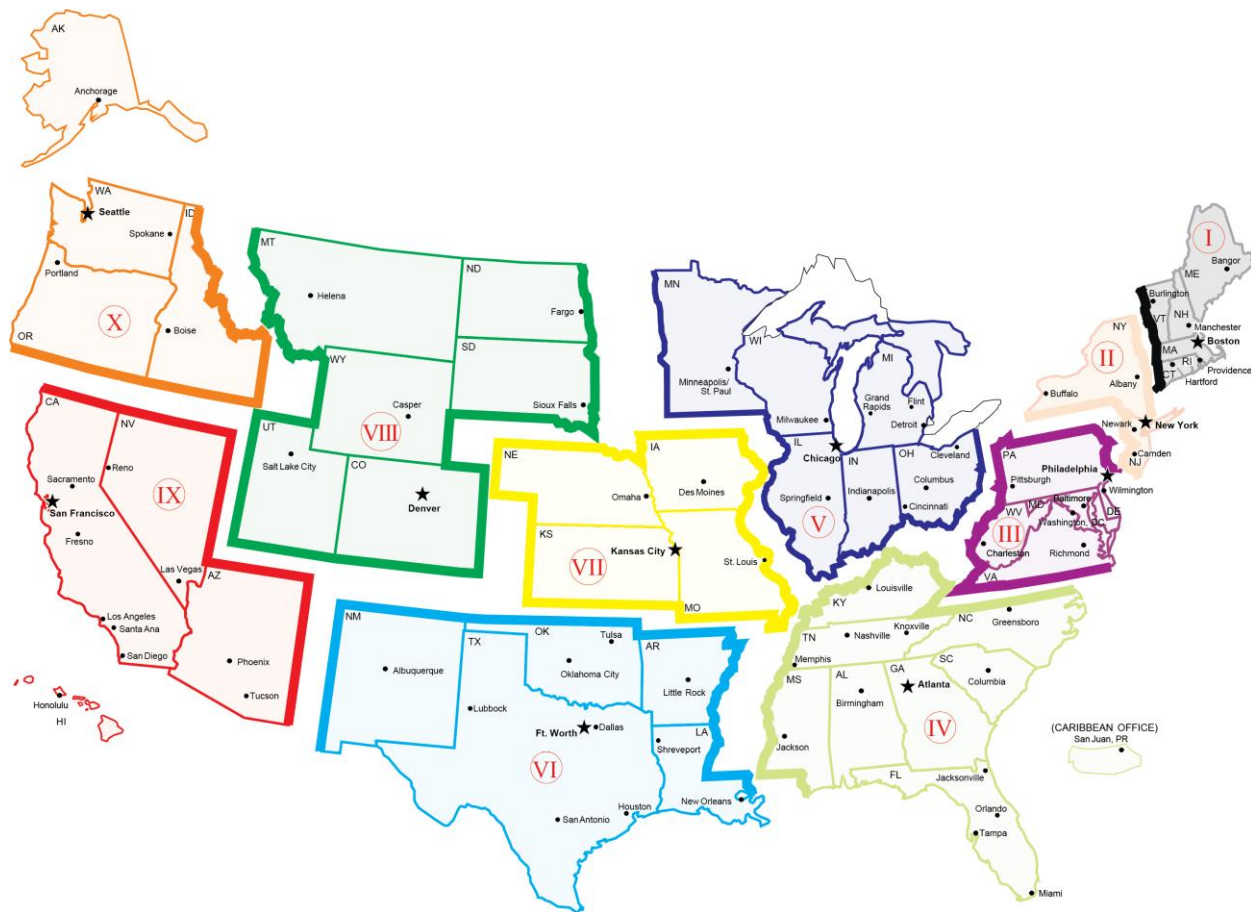 AK
Anchorage
WA
Seattle
Spokane
ID
Portland
X
Boise
OR
MT
ND
Helena
Fargo
WY
SD
Casper
Sioux Falls
VIII
UT
Salt Lake City
CO
Denver
CA
NV
Reno
Sacramento
IX
San Francisco
Fresno
Las Vegas
AZ
Los Angeles
Santa Ana
San Diego
Phoenix
Tucson
Honolulu
HI
NE
IA
Omaha
Des Moines
KS
Kansas City
VII
St. Louis
MO
MN
WI
MI
Minneapolis/
St. Paul
Grand
Rapids
Flint
Milwaukee
Detroit
IL
Chicago
IN
OH
Cleveland
Springfield
Indianapolis
Columbus
Cincinnati
V
I
Bangor
ME
Burlington
VT
NH
Manchester
Boston
MA
CT
RI
Providence
Hartford
NY
II
Albany
Buffalo
New York
Newark
NJ
Camden
PA
Philadelphia
Pittsburgh
Wilmington
Baltimore
WV
MD
DE
Washington, DC
III
Charleston
Richmond
VA
NM
TX
OK
Tulsa
AR
Albuquerque
Oklahoma City
Little Rock
Lubbock
Ft. Worth
Dallas
LA
Shreveport
VI
Houston
New Orleans
San Antonio
KY
Louisville
TN
Nashville
Knoxville
NC
Greensboro
Memphis
MS
AL
GA
SC
Atlanta
Columbia
Birmingham
Jackson
IV
FL
Jacksonville
Orlando
Tampa
Miami
(CARIBBEAN OFFICE)
San Juan, PR